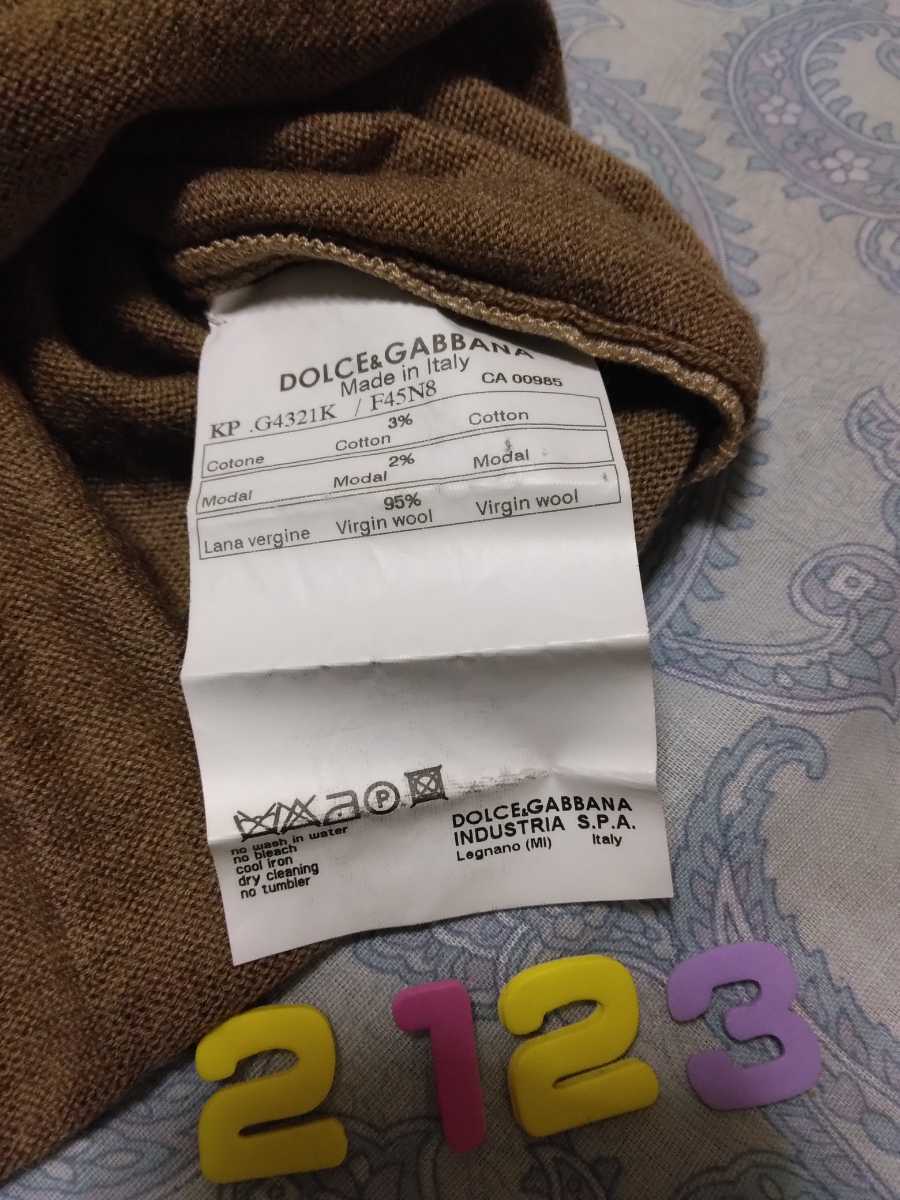 DOLCE&GABBANA
Made in Italy
KP .G4321K / F45N8 CA 00985
3%
Cotone Cotton Cotton
2%
Modal Modal Modal
95%
Lana vergine Virgin wool Virgin wool
P
no wash in water
no bleach
cool iron
dry cleaning
no tumbler
DOLCE&GABBANA
INDUSTRIA S.P.A.
Legnano (MI) Italy
2123